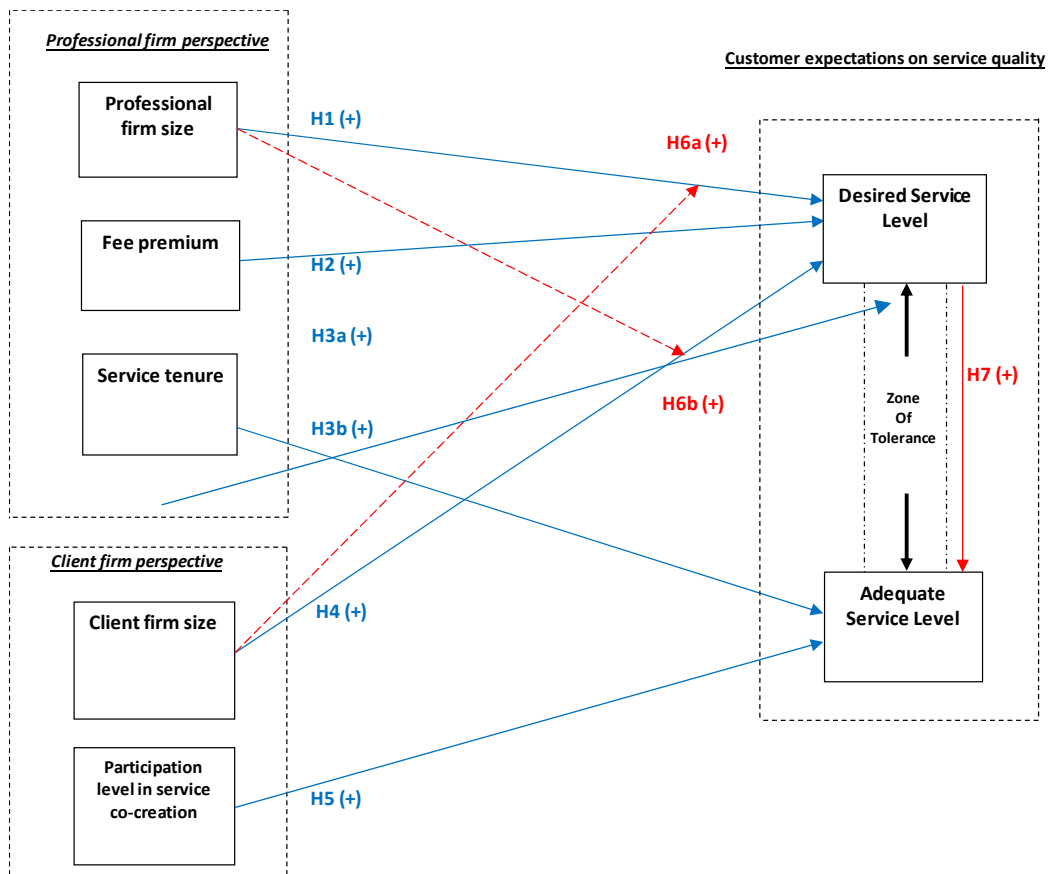 Professional firm perspective
Customer expectations on service quality
Professional
firm size
H1 (+)
H6a (+)
Desired Service
Level
Fee premium
H2 (+)
H3a (+)
Service tenure
H6b (+)
H7 (+)
Zone
Of
Tolerance
H3b (+)
Client firm perspective
Client firm size
H4 (+)
Adequate
Service Level
Participation
level in service
co-creation
H5 (+)